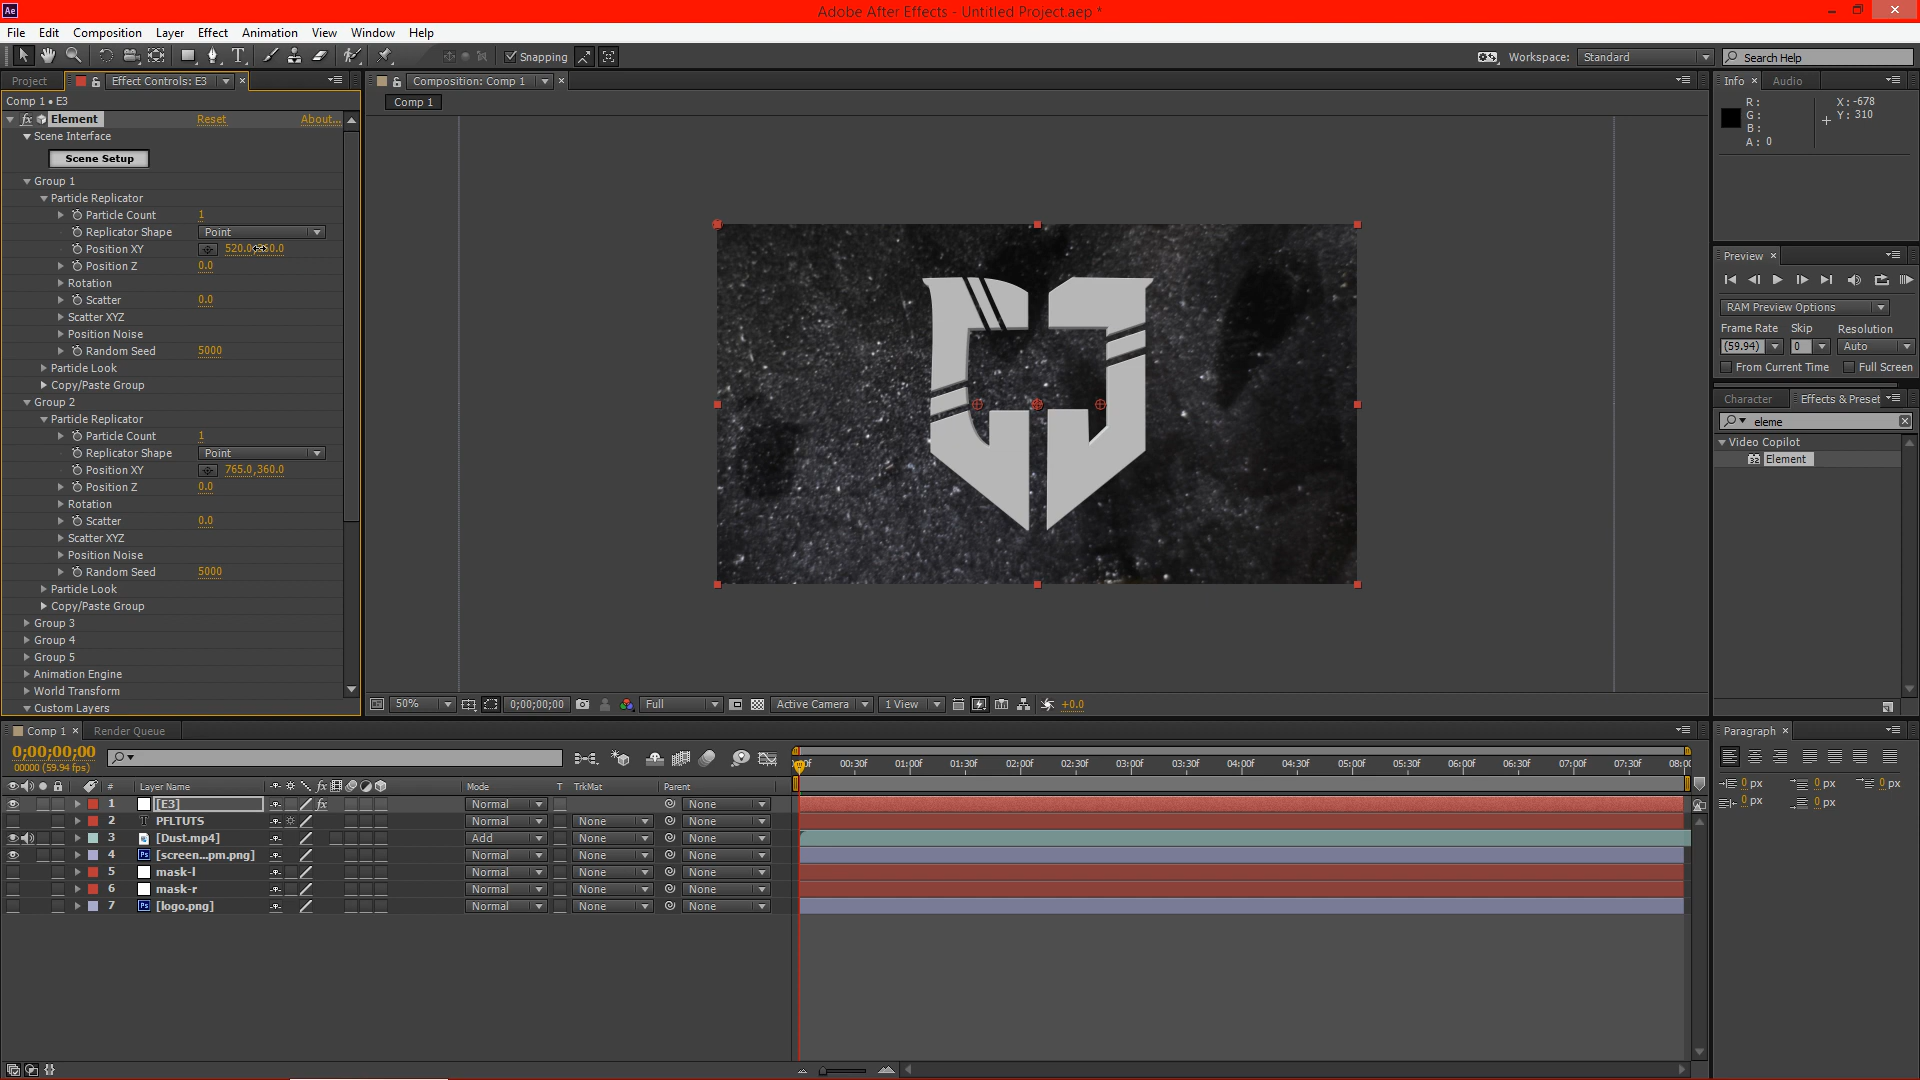 Adobe After Effects - Untitled Project.aep *
File Edit Composition Layer Effect Animation View Window Help
Snapping
Workspace: Standard
Search Help
Project
Effect Controls: E3
Comp 1 • E3
fx Element Reset About...
Scene Interface
Scene Setup
Group 1
Particle Replicator
Particle Count 1
Replicator Shape Point
Position XY
Position Z 0.0
Rotation
Scatter 0.0
Scatter XYZ
Position Noise
Random Seed 5000
Particle Look
Copy/Paste Group
Group 2
Particle Replicator
Particle Count 1
Replicator Shape Point
Position XY 765.0,360.0
Position Z 0.0
Rotation
Scatter 0.0
Scatter XYZ
Position Noise
Random Seed 5000
Particle Look
Copy/Paste Group
Group 3
Group 4
Group 5
Animation Engine
World Transform
Custom Layers
Composition: Comp 1
Comp 1
50% 0;00;00;00 Full Active Camera 1 View +0.0
Info Audio
R: X: -678
G: Y: 310
B:
A: 0
Preview
RAM Preview Options
Frame Rate Skip Resolution
(59.94) 0 Auto
From Current Time Full Screen
Character Effects & Preset
eleme
Video Copilot
32 Element
Comp 1 Render Queue
0;00;00;00
00000 (59.94 fps)
00:30f 01:00f 01:30f 02:00f 02:30f 03:00f 03:30f 04:00f 04:30f 05:00f 05:30f 06:00f 06:30f 07:00f 07:30f 08:00
# Layer Name fx Mode T TrkMat Parent
1 [E3] fx Normal None
2 T PFLTUTS Normal None None
3 [Dust.mp4] Add None None
4 Ps [screen...pm.png] Normal None None
5 mask-l Normal None None
6 mask-r Normal None None
7 Ps [logo.png] Normal None None
Paragraph
0 px 0 px 0 px
0 px 0 px